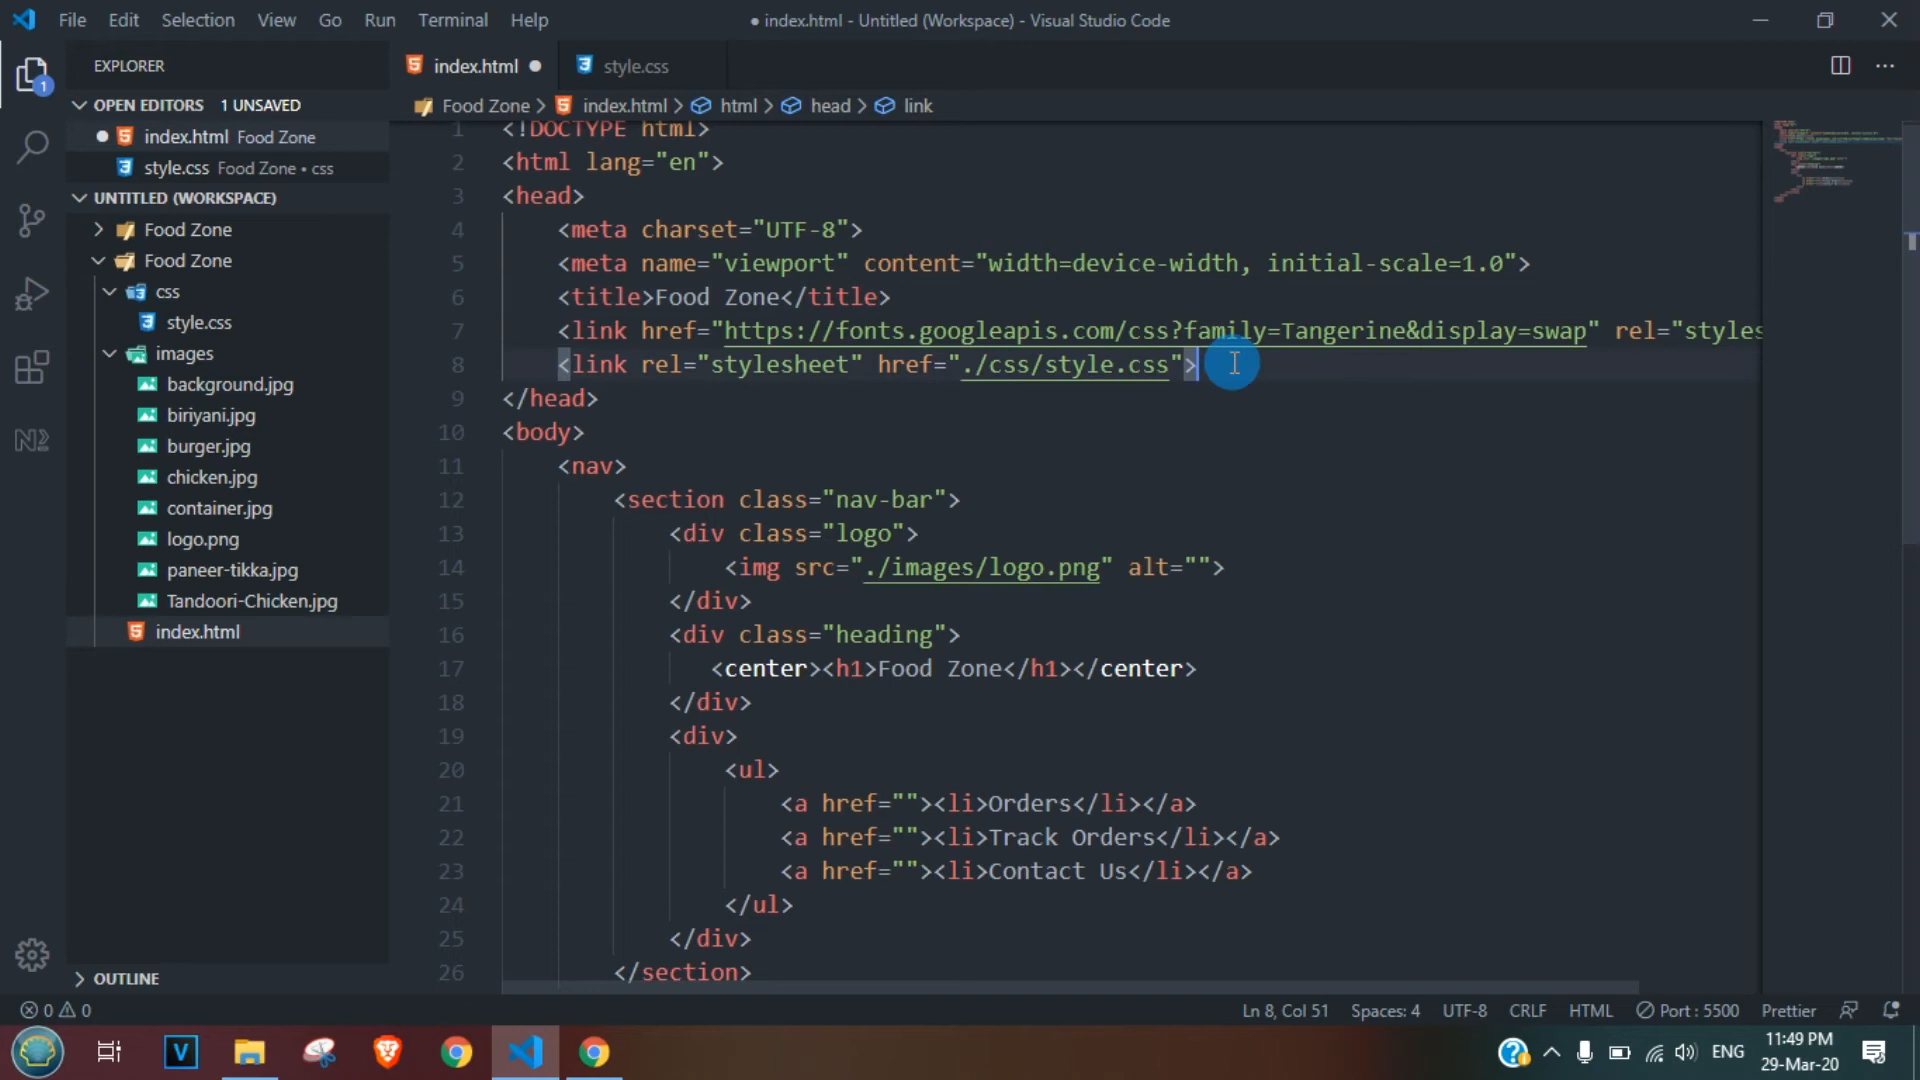 File Edit Selection View Go Run Terminal Help
● index.html - Untitled (Workspace) - Visual Studio Code
EXPLORER
index.html ●
style.css
OPEN EDITORS 1 UNSAVED
● index.html Food Zone
style.css Food Zone • css
UNTITLED (WORKSPACE)
Food Zone
Food Zone
css
style.css
images
background.jpg
biriyani.jpg
burger.jpg
chicken.jpg
container.jpg
logo.png
paneer-tikka.jpg
Tandoori-Chicken.jpg
index.html
OUTLINE
1
Food Zone > index.html > html > head > link
1 <!DOCTYPE html>
2 <html lang="en">
3 <head>
4 <meta charset="UTF-8">
5 <meta name="viewport" content="width=device-width, initial-scale=1.0">
6 <title>Food Zone</title>
7 <link href="https://fonts.googleapis.com/css?family=Tangerine&display=swap" rel="styles
8 <link rel="stylesheet" href="./css/style.css">
9 </head>
10 <body>
11 <nav>
12 <section class="nav-bar">
13 <div class="logo">
14 <img src="./images/logo.png" alt="">
15 </div>
16 <div class="heading">
17 <center><h1>Food Zone</h1></center>
18 </div>
19 <div>
20 <ul>
21 <a href=""><li>Orders</li></a>
22 <a href=""><li>Track Orders</li></a>
23 <a href=""><li>Contact Us</li></a>
24 </ul>
25 </div>
26 </section>
0 0
Ln 8, Col 51 Spaces: 4 UTF-8 CRLF HTML Port : 5500 Prettier
V
ENG
11:49 PM
29-Mar-20